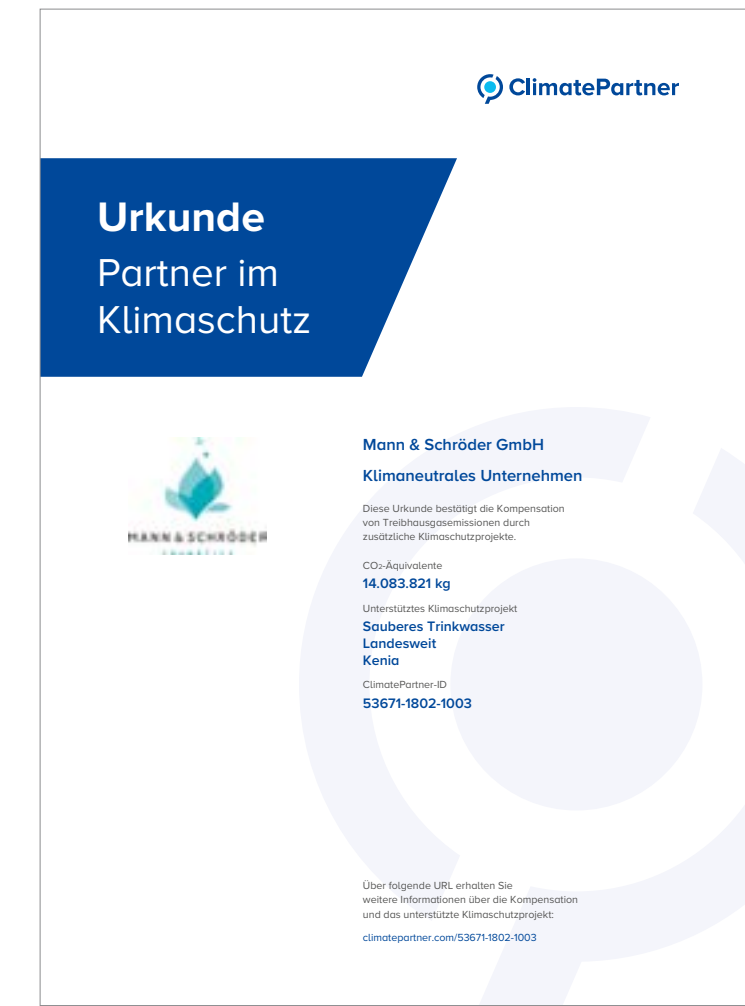 ClimatePartner
Urkunde
Partner im
Klimaschutz
MANN & SCHRÖDER
Mann & Schröder GmbH
Klimaneutrales Unternehmen
Diese Urkunde bestätigt die Kompensation
von Treibhausgasemissionen durch
zusätzliche Klimaschutzprojekte.
CO₂-Äquivalente
14.083.821 kg
Unterstütztes Klimaschutzprojekt
Sauberes Trinkwasser
Landesweit
Kenia
ClimatePartner-ID
53671-1802-1003
Über folgende URL erhalten Sie
weitere Informationen über die Kompensation
und das unterstützte Klimaschutzprojekt:
climatepartner.com/53671-1802-1003